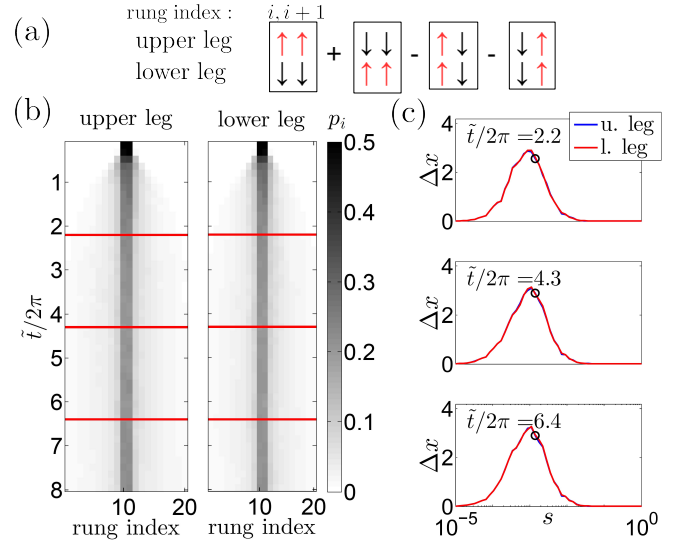 rung index : i, i + 1
(a)
upper leg
lower leg
↑ ↑ + ↓ ↓ - ↑ ↓ - ↓ ↑
↓ ↓ ↑ ↑ ↑ ↓ ↓ ↑
(b)
upper leg lower leg p_i
0.5
0.4
0.3
0.2
0.1
0
1
2
3
4
5
6
7
8
t̃/2π
10 20 10 20
rung index rung index
(c)
u. leg
l. leg
t̃/2π =2.2
4
2
0
Δx
t̃/2π =4.3
4
2
0
Δx
t̃/2π =6.4
4
2
0
Δx
10^-5 s 10^0